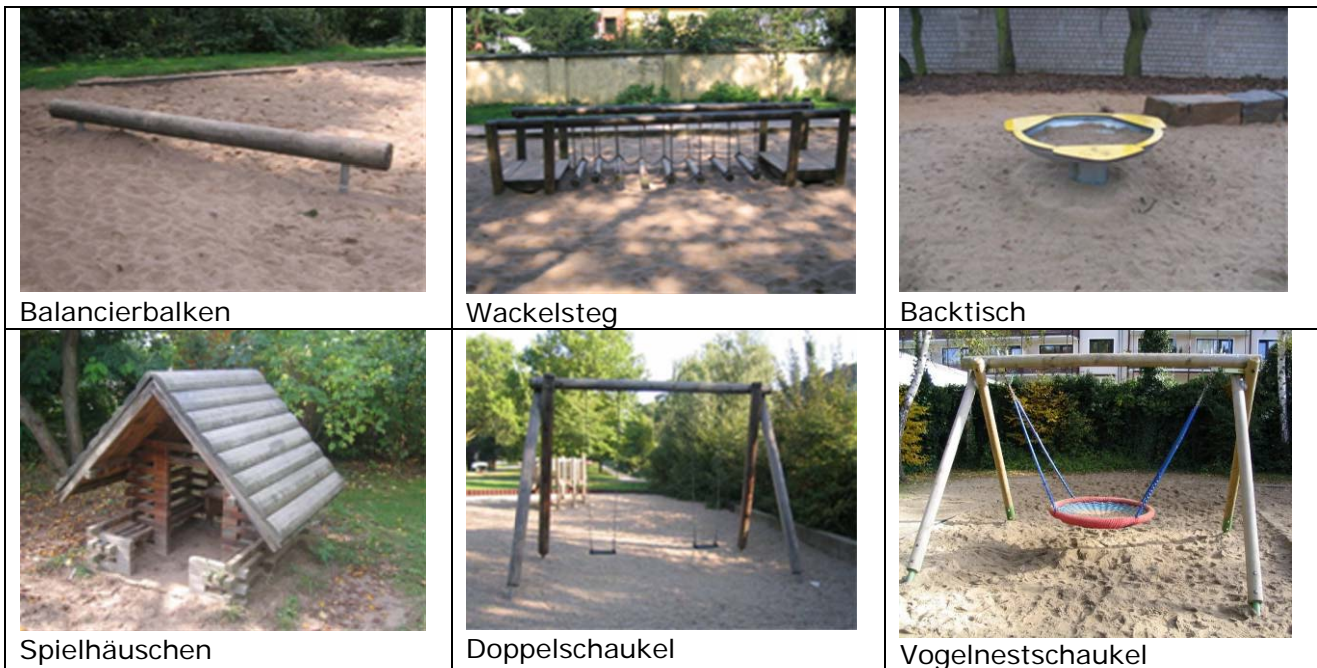 Balancierbalken
Wackelsteg
Backtisch
Spielhäuschen
Doppelschaukel
Vogelnestschaukel